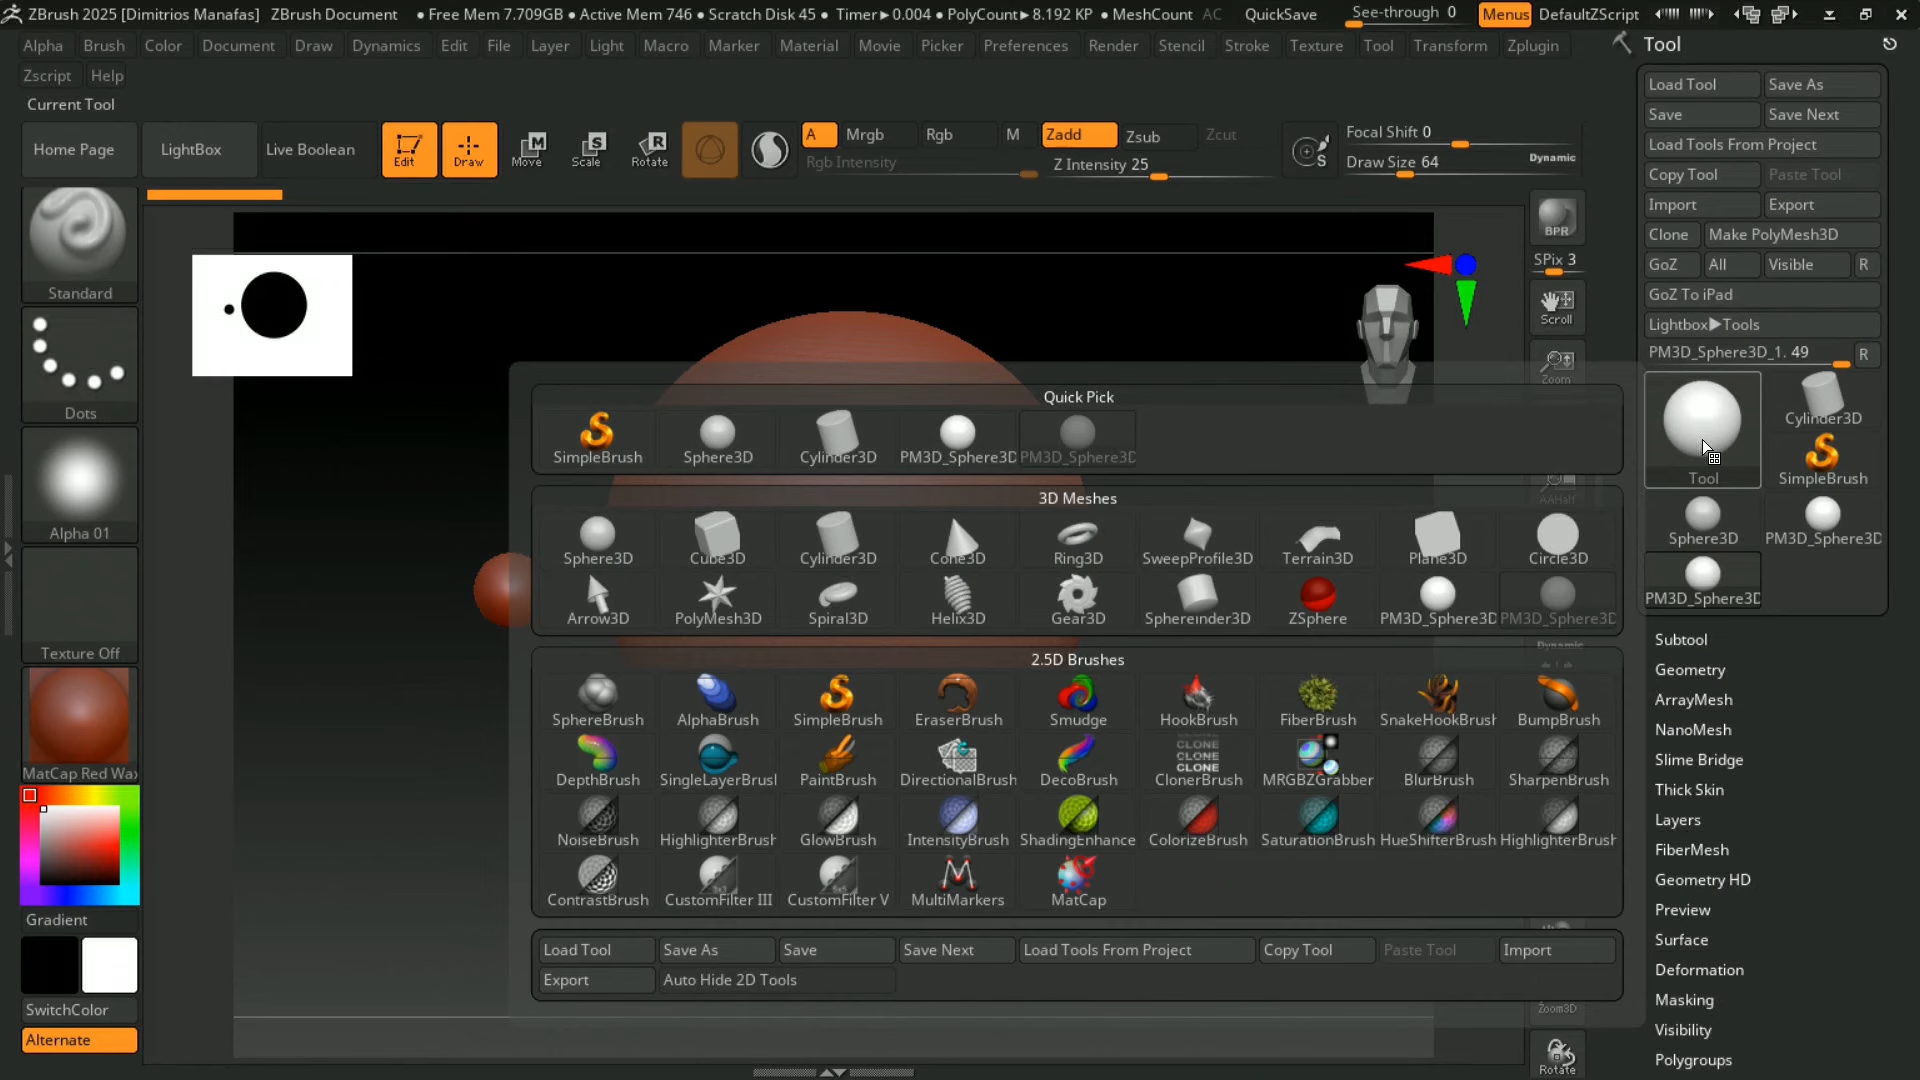 ZBrush 2025 [Dimitrios Manafas] ZBrush Document • Free Mem 7.709GB • Active Mem 746 • Scratch Disk 45 • Timer▶0.004 • PolyCount▶8.192 KP • MeshCount AC QuickSave See-through 0 Menus DefaultZScript
Alpha Brush Color Document Draw Dynamics Edit File Layer Light Macro Marker Material Movie Picker Preferences Render Stencil Stroke Texture Tool Transform Zplugin
Zscript Help
Current Tool
Home Page LightBox Live Boolean Edit Draw Move Scale Rotate
A Mrgb Rgb M Zadd Zsub Zcut
Rgb Intensity Z Intensity 25
S Focal Shift 0
Draw Size 64 Dynamic
Standard
Dots
Alpha 01
Texture Off
MatCap Red Wax
Gradient
SwitchColor
Alternate
Quick Pick
SimpleBrush Sphere3D Cylinder3D PM3D_Sphere3D PM3D_Sphere3D
3D Meshes
Sphere3D Cube3D Cylinder3D Cone3D Ring3D SweepProfile3D Terrain3D Plane3D Circle3D
Arrow3D PolyMesh3D Spiral3D Helix3D Gear3D Sphereinder3D ZSphere PM3D_Sphere3D PM3D_Sphere3D
2.5D Brushes
SphereBrush AlphaBrush SimpleBrush EraserBrush Smudge HookBrush FiberBrush SnakeHookBrush BumpBrush
DepthBrush SingleLayerBrush PaintBrush DirectionalBrush DecoBrush ClonerBrush MRGBZGrabber BlurBrush SharpenBrush
CLONE
CLONE
CLONE
NoiseBrush HighlighterBrush GlowBrush IntensityBrush ShadingEnhance ColorizeBrush SaturationBrush HueShifterBrush HighlighterBrush
ContrastBrush CustomFilter III CustomFilter V MultiMarkers MatCap
Load Tool Save As Save Save Next Load Tools From Project Copy Tool Paste Tool Import
Export Auto Hide 2D Tools
BPR
SPix 3
Scroll
Zoom
AAHalf
Dynamic
Zoom3D
Rotate
Tool
Load Tool Save As
Save Save Next
Load Tools From Project
Copy Tool Paste Tool
Import Export
Clone Make PolyMesh3D
GoZ All Visible R
GoZ To iPad
Lightbox▶Tools
PM3D_Sphere3D_1. 49 R
Tool Cylinder3D
SimpleBrush
Sphere3D PM3D_Sphere3D
PM3D_Sphere3D
Subtool
Geometry
ArrayMesh
NanoMesh
Slime Bridge
Thick Skin
Layers
FiberMesh
Geometry HD
Preview
Surface
Deformation
Masking
Visibility
Polygroups